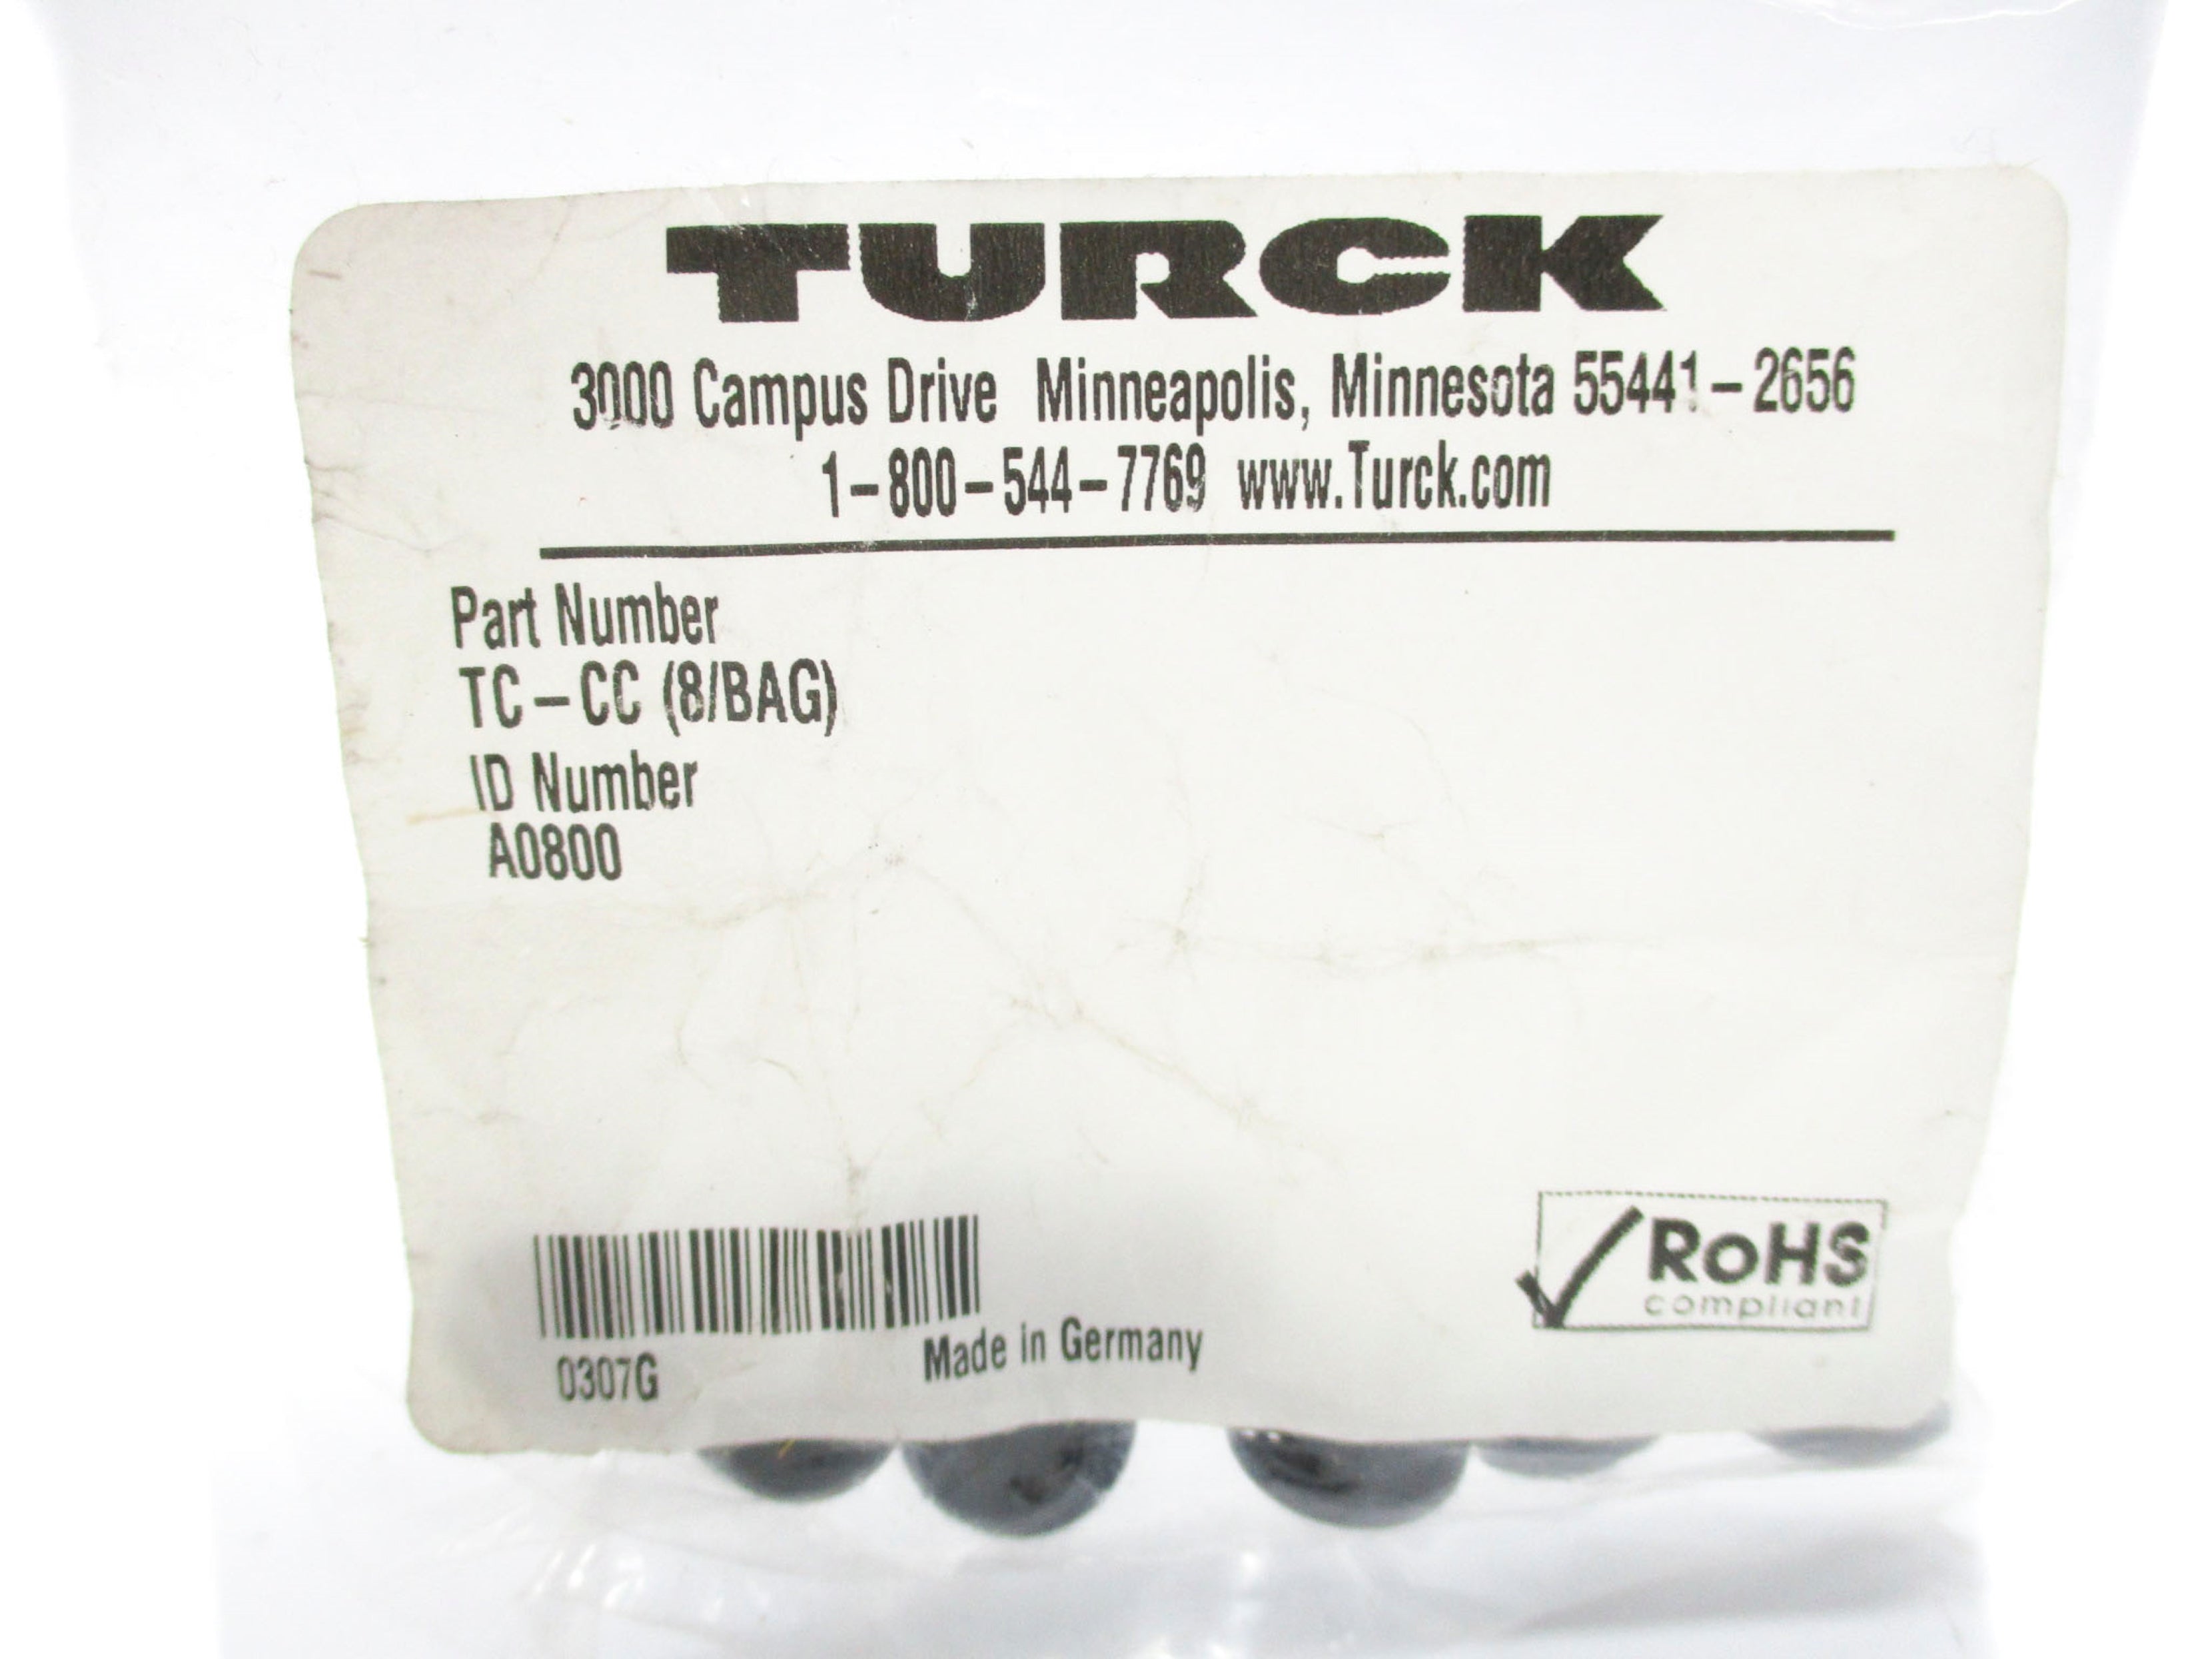 TURCK
3000 Campus Drive Minneapolis, Minnesota 55441-2656
1-800-544-7769 www.Turck.com
Part Number
TC-CC (8/BAG)
ID Number
A0800
RoHS
compliant
0307G
Made in Germany